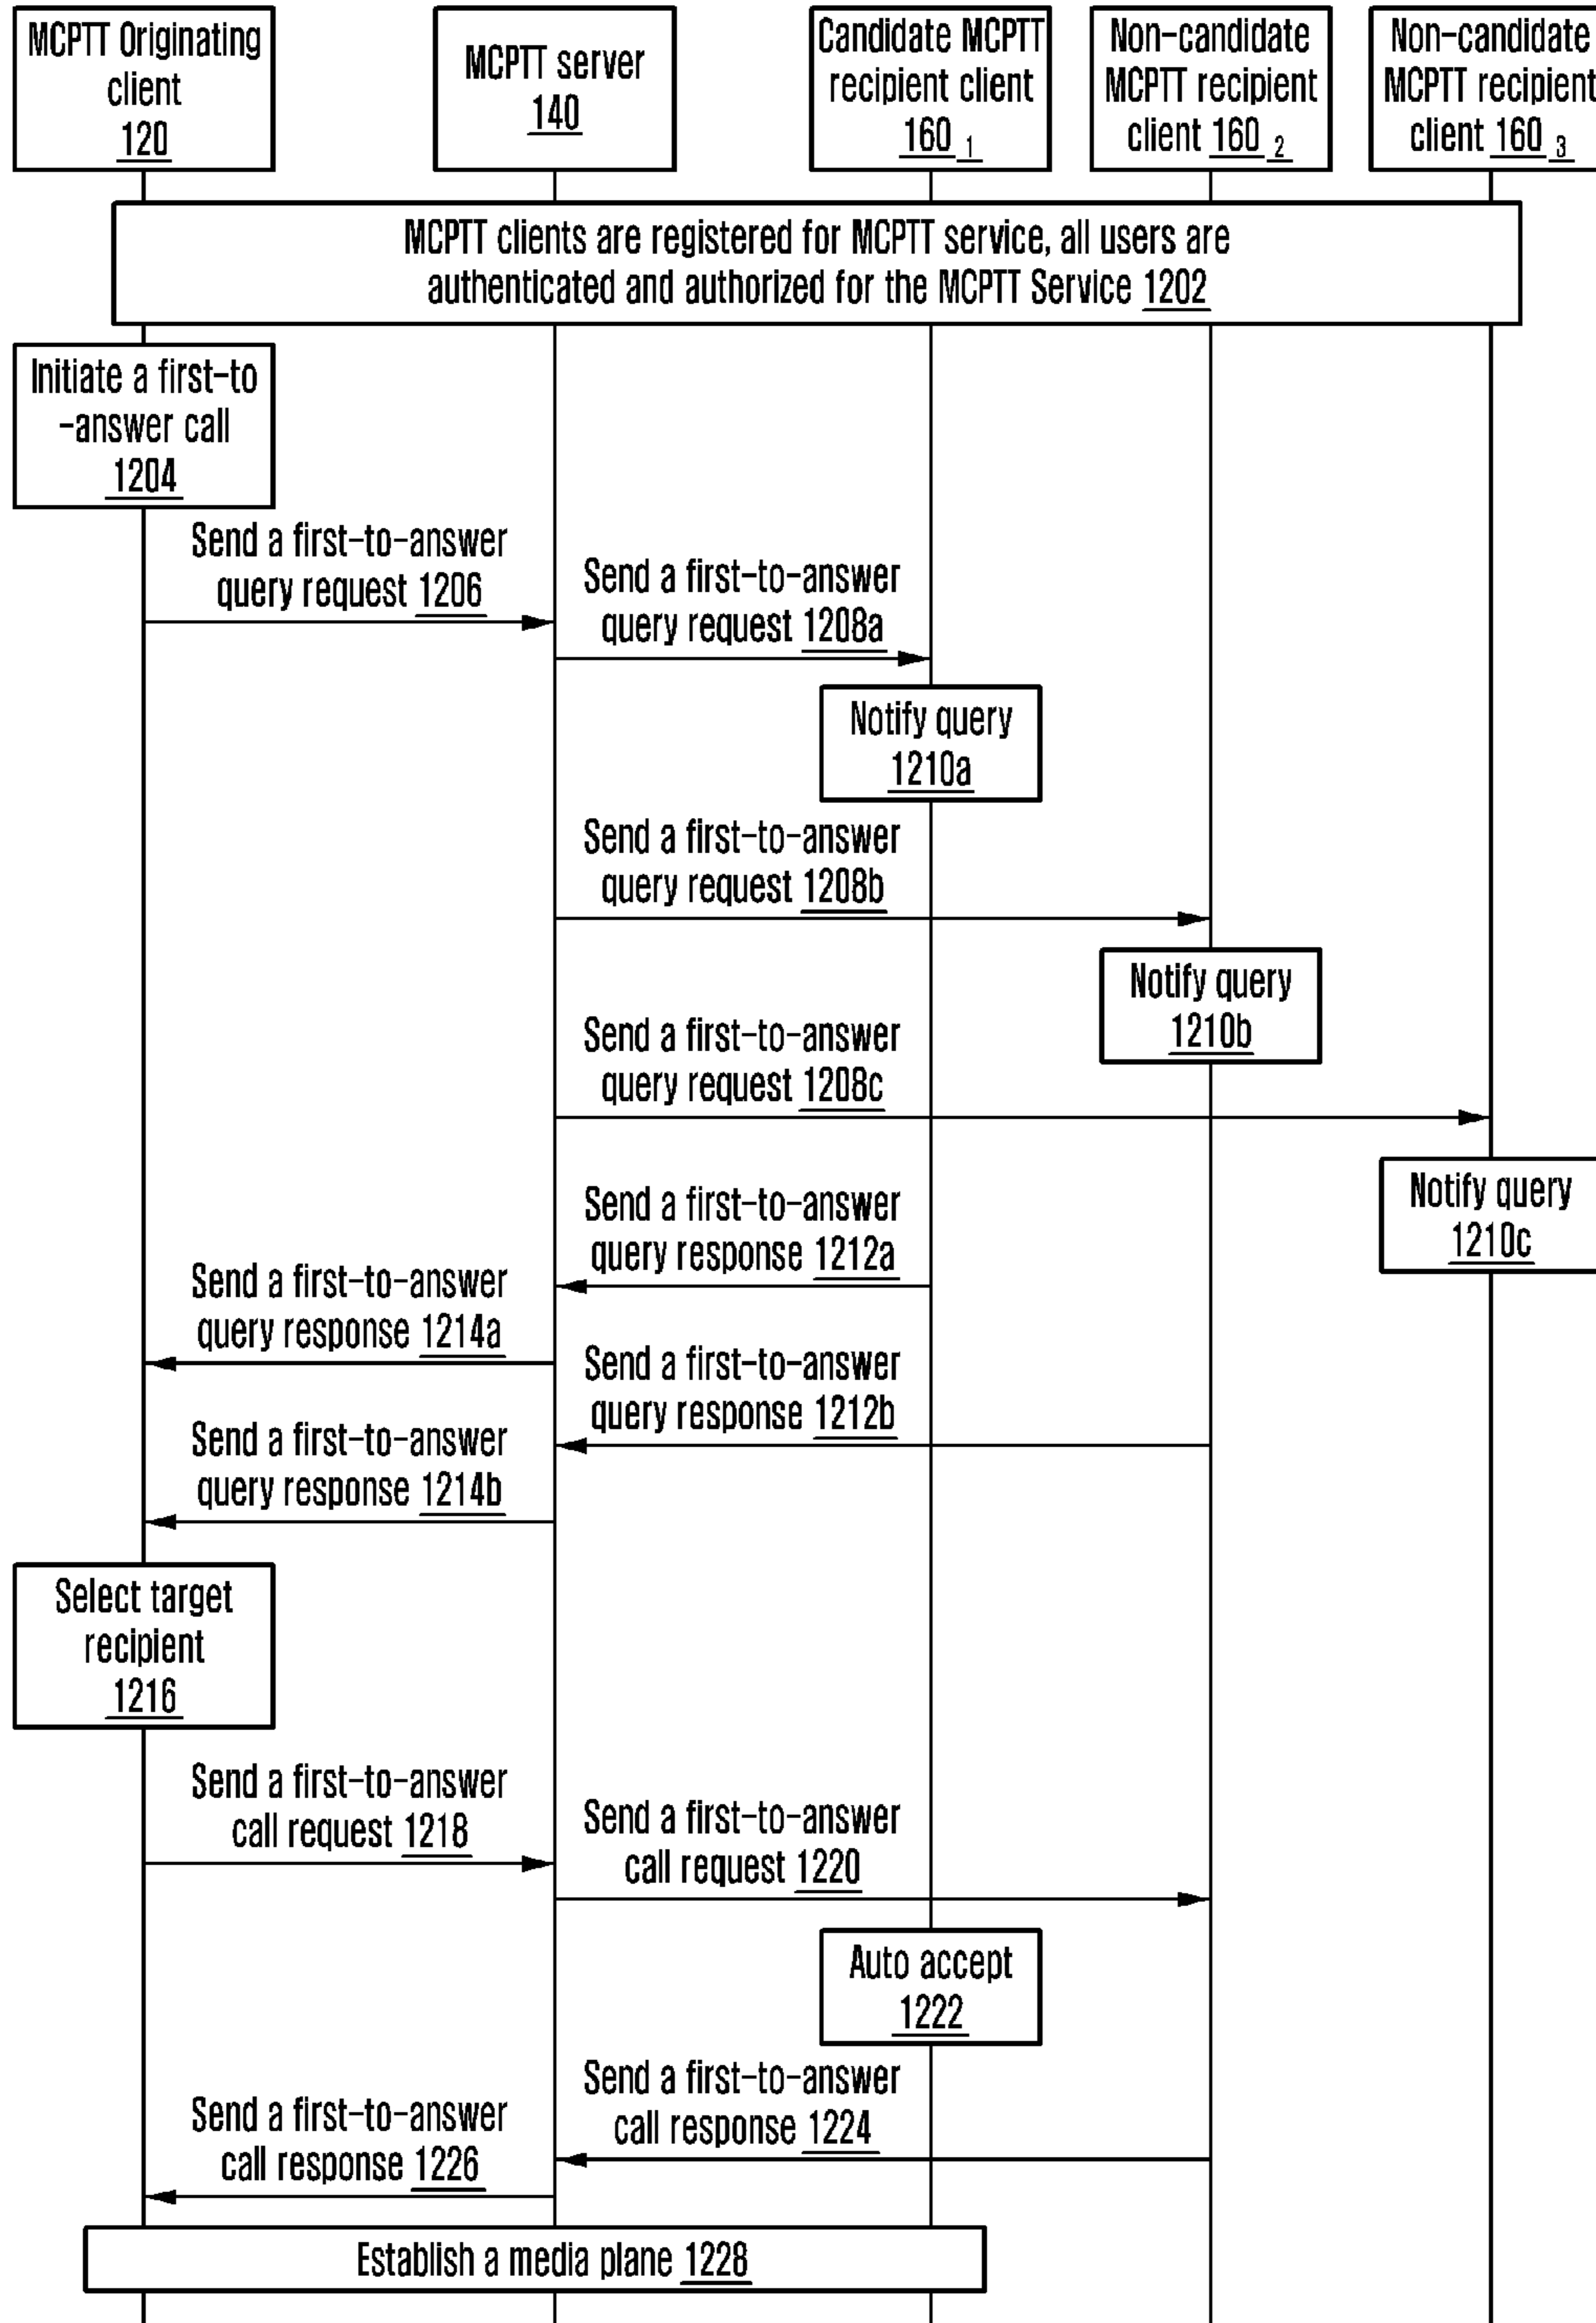 MCPTT Originating
client
120
MCPTT server
140
Candidate MCPTT
recipient client
160 1
Non-candidate
MCPTT recipient
client 160 2
Non-candidate
MCPTT recipient
client 160 3
MCPTT clients are registered for MCPTT service, all users are
authenticated and authorized for the MCPTT Service 1202
Initiate a first-to
-answer call
1204
Send a first-to-answer
query request 1206
Send a first-to-answer
query request 1208a
Notify query
1210a
Send a first-to-answer
query request 1208b
Notify query
1210b
Send a first-to-answer
query request 1208c
Notify query
1210c
Send a first-to-answer
query response 1212a
Send a first-to-answer
query response 1214a
Send a first-to-answer
query response 1212b
Send a first-to-answer
query response 1214b
Select target
recipient
1216
Send a first-to-answer
call request 1218
Send a first-to-answer
call request 1220
Auto accept
1222
Send a first-to-answer
call response 1224
Send a first-to-answer
call response 1226
Establish a media plane 1228